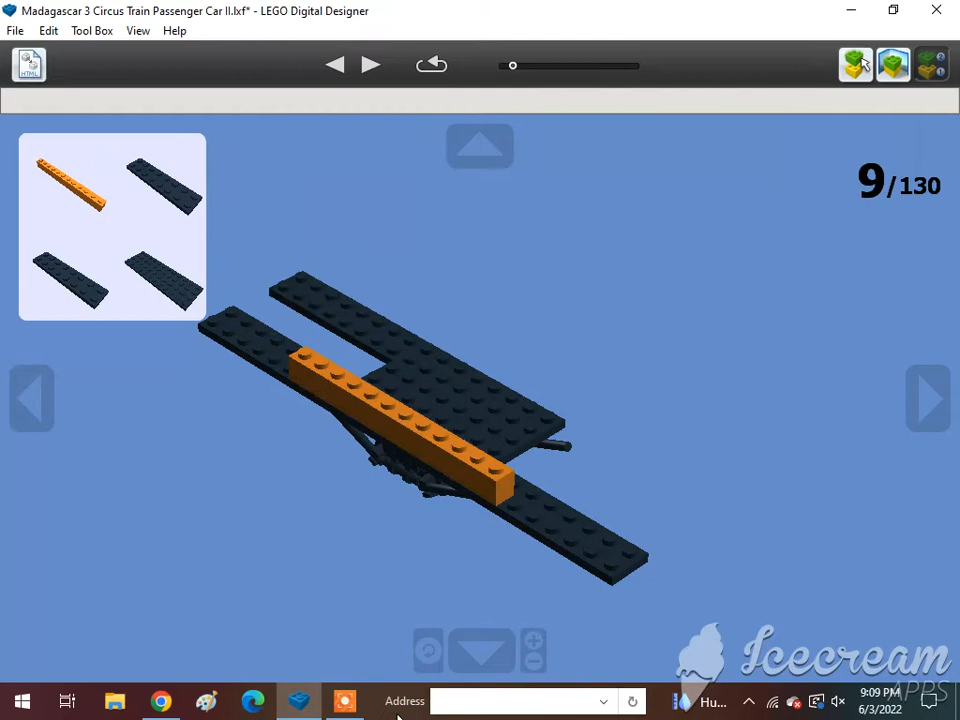 Madagascar 3 Circus Train Passenger Car II.lxf* - LEGO Digital Designer
File Edit Tool Box View Help
HTML
9/130
Icecream
APPS
Address
Hu...
9:09 PM
6/3/2022